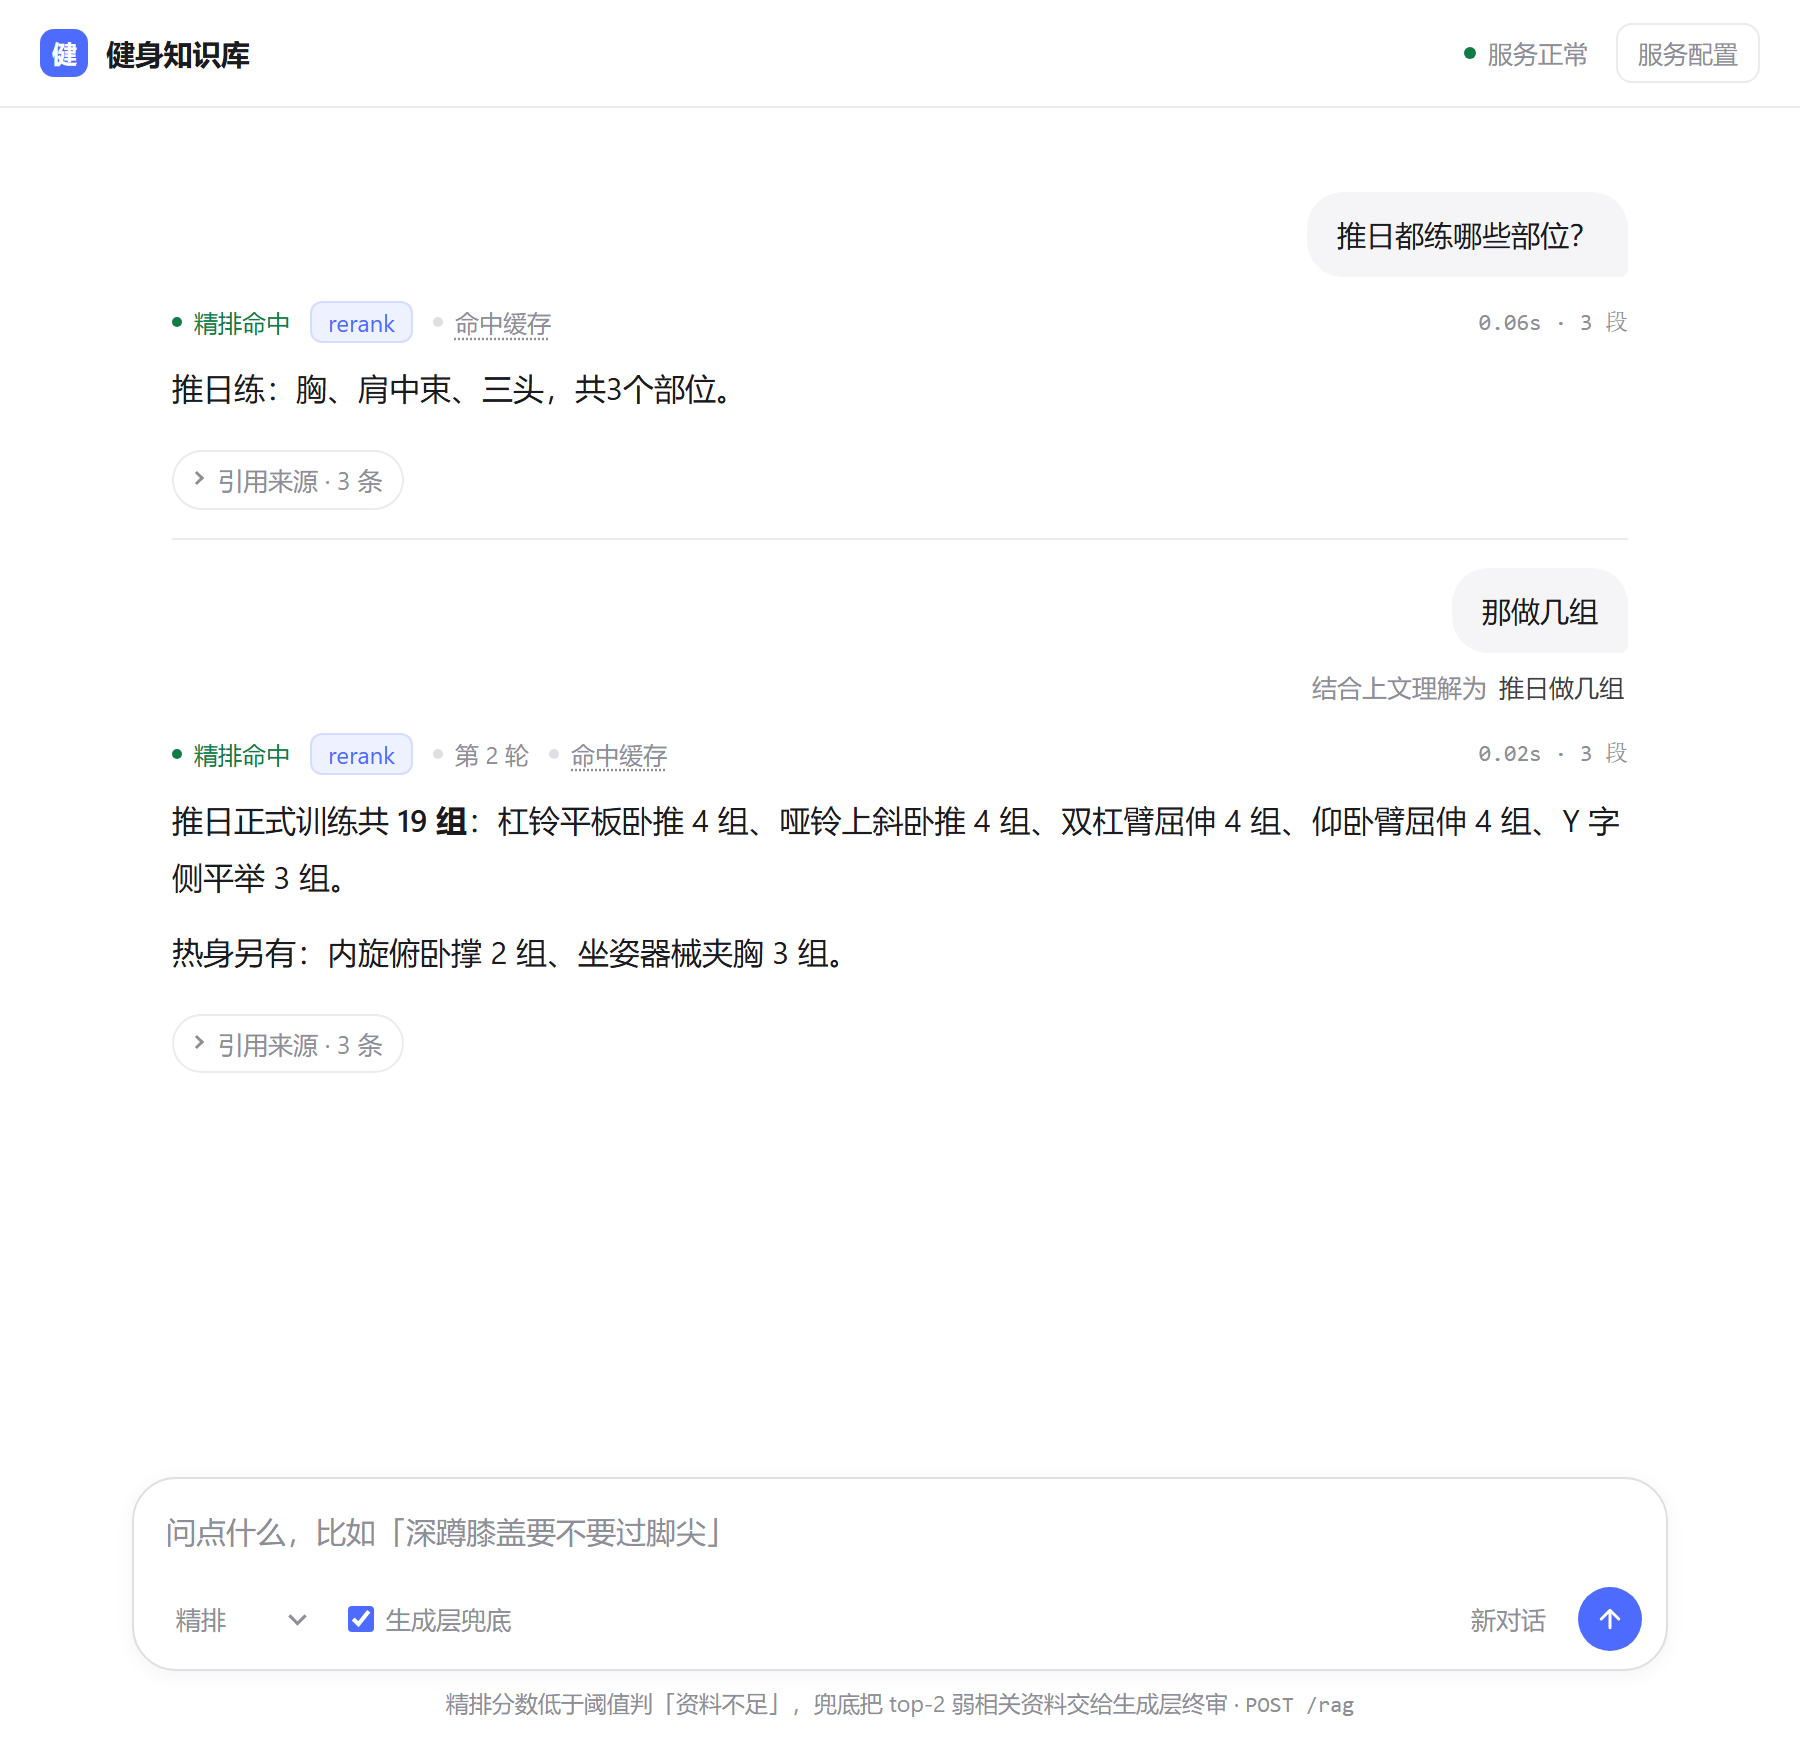 健 健身知识库 服务正常 服务配置
推日都练哪些部位?
精排命中 rerank 命中缓存 0.06s · 3 段
推日练：胸、肩中束、三头，共3个部位。
引用来源 · 3 条
那做几组
结合上文理解为 推日做几组
精排命中 rerank 第 2 轮 命中缓存 0.02s · 3 段
推日正式训练共 19 组：杠铃平板卧推 4 组、哑铃上斜卧推 4 组、双杠臂屈伸 4 组、仰卧臂屈伸 4 组、Y 字
侧平举 3 组。
热身另有：内旋俯卧撑 2 组、坐姿器械夹胸 3 组。
引用来源 · 3 条
问点什么，比如「深蹲膝盖要不要过脚尖」
精排 生成层兜底 新对话
精排分数低于阈值判「资料不足」，兜底把 top-2 弱相关资料交给生成层终审 · POST /rag